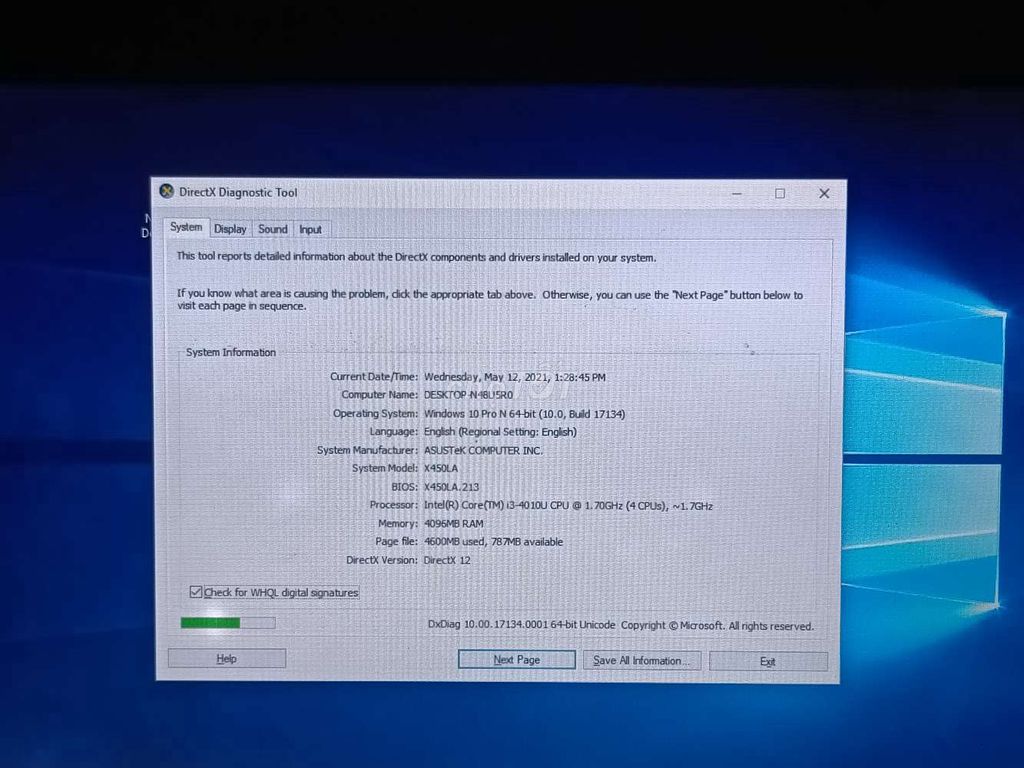 DirectX Diagnostic Tool
System Display Sound Input
This tool reports detailed information about the DirectX components and drivers installed on your system.
If you know what area is causing the problem, click the appropriate tab above. Otherwise, you can use the "Next Page" button below to
visit each page in sequence.
System Information
Current Date/Time: Wednesday, May 12, 2021, 1:28:45 PM
Computer Name: DESKTOP-N48U5R0
Operating System: Windows 10 Pro N 64-bit (10.0, Build 17134)
Language: English (Regional Setting: English)
System Manufacturer: ASUSTeK COMPUTER INC.
System Model: X450LA
BIOS: X450LA.213
Processor: Intel(R) Core(TM) i3-4010U CPU @ 1.70GHz (4 CPUs), ~1.7GHz
Memory: 4096MB RAM
Page file: 4600MB used, 787MB available
DirectX Version: DirectX 12
Check for WHQL digital signatures
DxDiag 10.00.17134.0001 64-bit Unicode Copyright © Microsoft. All rights reserved.
Help Next Page Save All Information... Exit